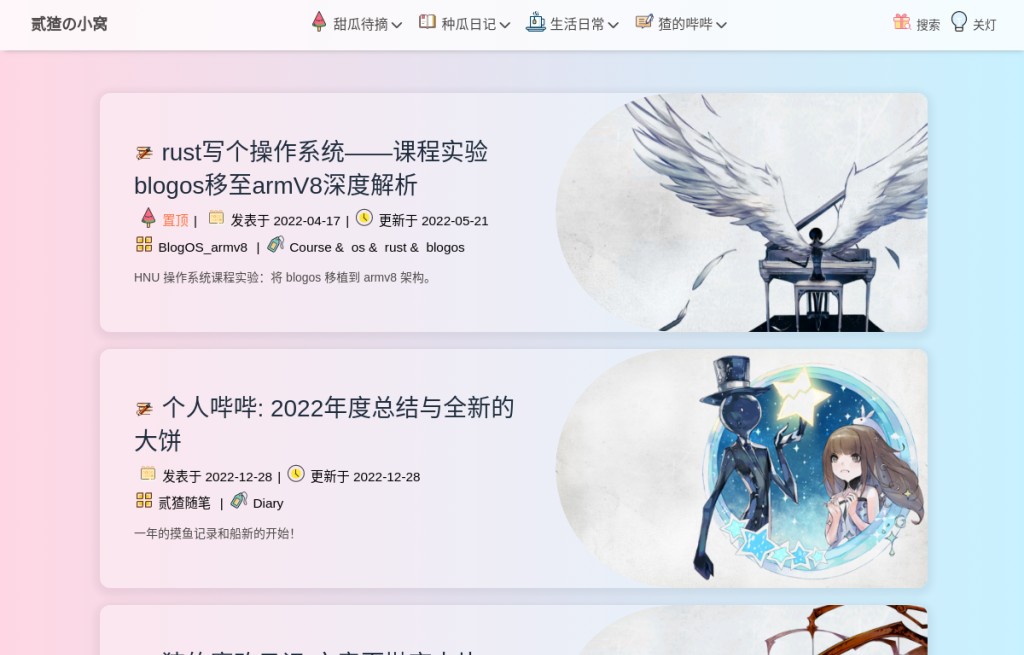 贰猹の小窝
甜瓜待摘 种瓜日记 生活日常 猹的哔哔
搜索 关灯
rust写个操作系统——课程实验
blogos移至armV8深度解析
置顶 | 发表于 2022-04-17 | 更新于 2022-05-21
BlogOS_armv8 | Course & os & rust & blogos
HNU 操作系统课程实验：将 blogos 移植到 armv8 架构。
个人哔哔: 2022年度总结与全新的
大饼
发表于 2022-12-28 | 更新于 2022-12-28
贰猹随笔 | Diary
一年的摸鱼记录和船新的开始！